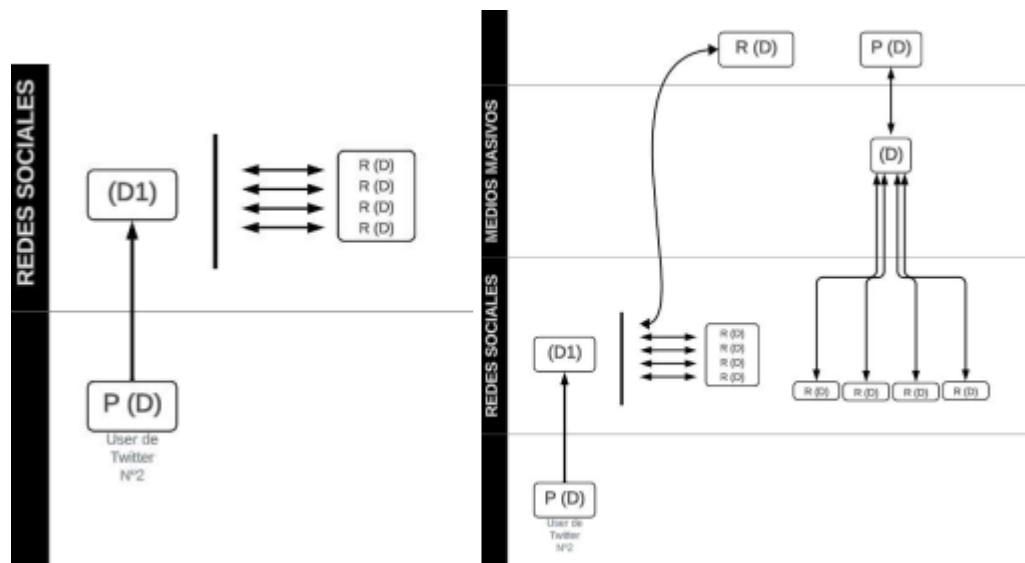 REDES SOCIALES
(D1)
R (D)
R (D)
R (D)
R (D)
P (D)
User de
Twitter
Nº2
MEDIOS MASIVOS
REDES SOCIALES
R (D)
P (D)
(D)
(D1)
R (D)
R (D)
R (D)
R (D)
R (D)
R (D)
R (D)
R (D)
P (D)
User de
Twitter
Nº2